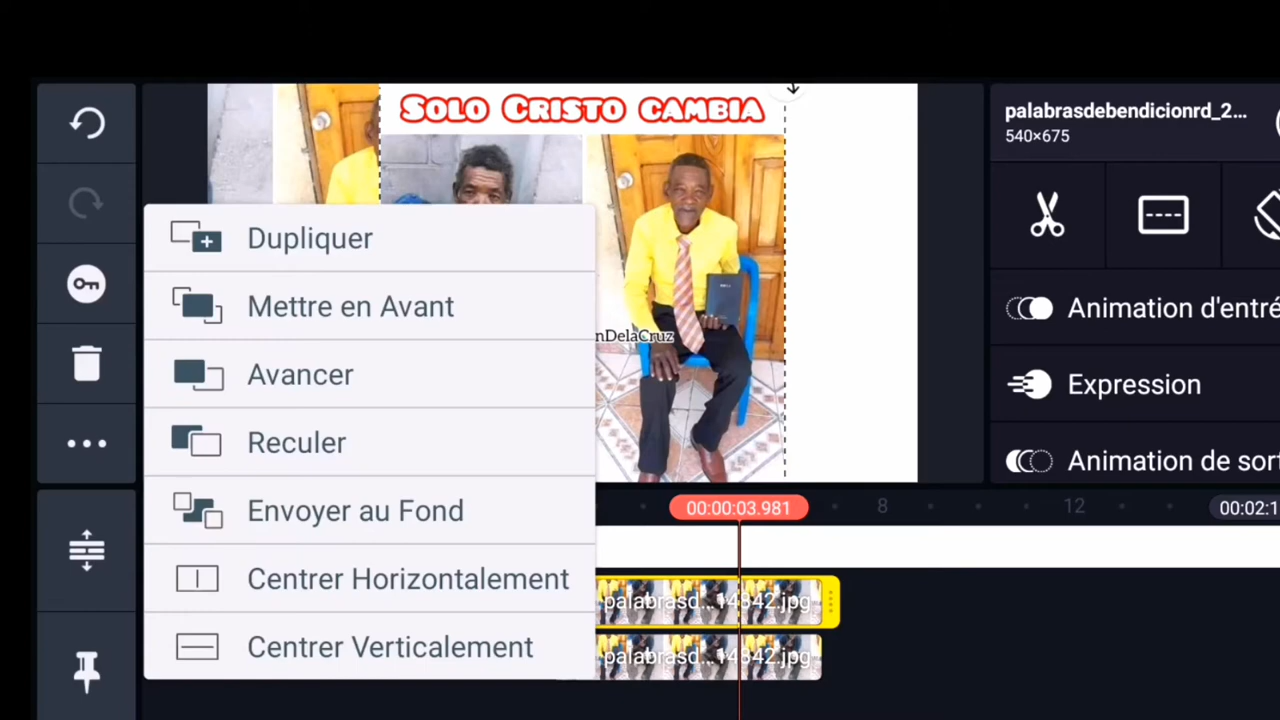 Solo Cristo cambia
palabrasdebendicionrd_2...
540×675
Dupliquer
Mettre en Avant
Avancer
Reculer
Envoyer au Fond
Centrer Horizontalement
Centrer Verticalement
nDelaCruz
Animation d'entré
Expression
Animation de sort
00:00:03.981
8
12
00:02:1
palabrasd...14842.jpg
palabrasd...14842.jpg